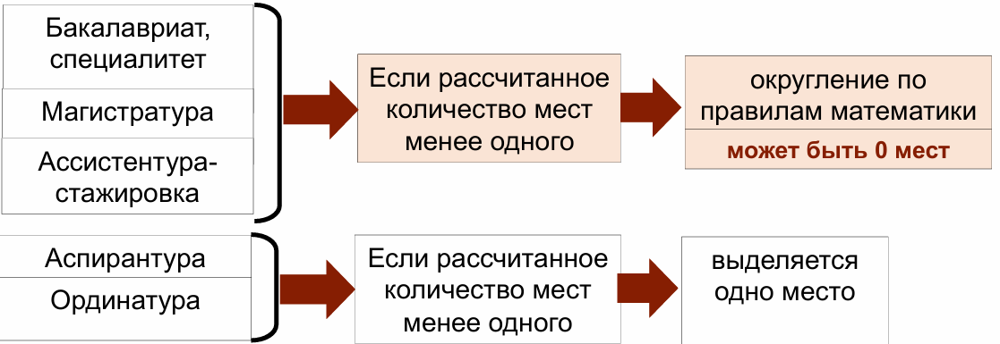 Бакалавриат,
специалитет
Магистратура
Ассистентура-
стажировка
Если рассчитанное
количество мест
менее одного
округление по
правилам математики
может быть 0 мест
Аспирантура
Ординатура
Если рассчитанное
количество мест
менее одного
выделяется
одно место